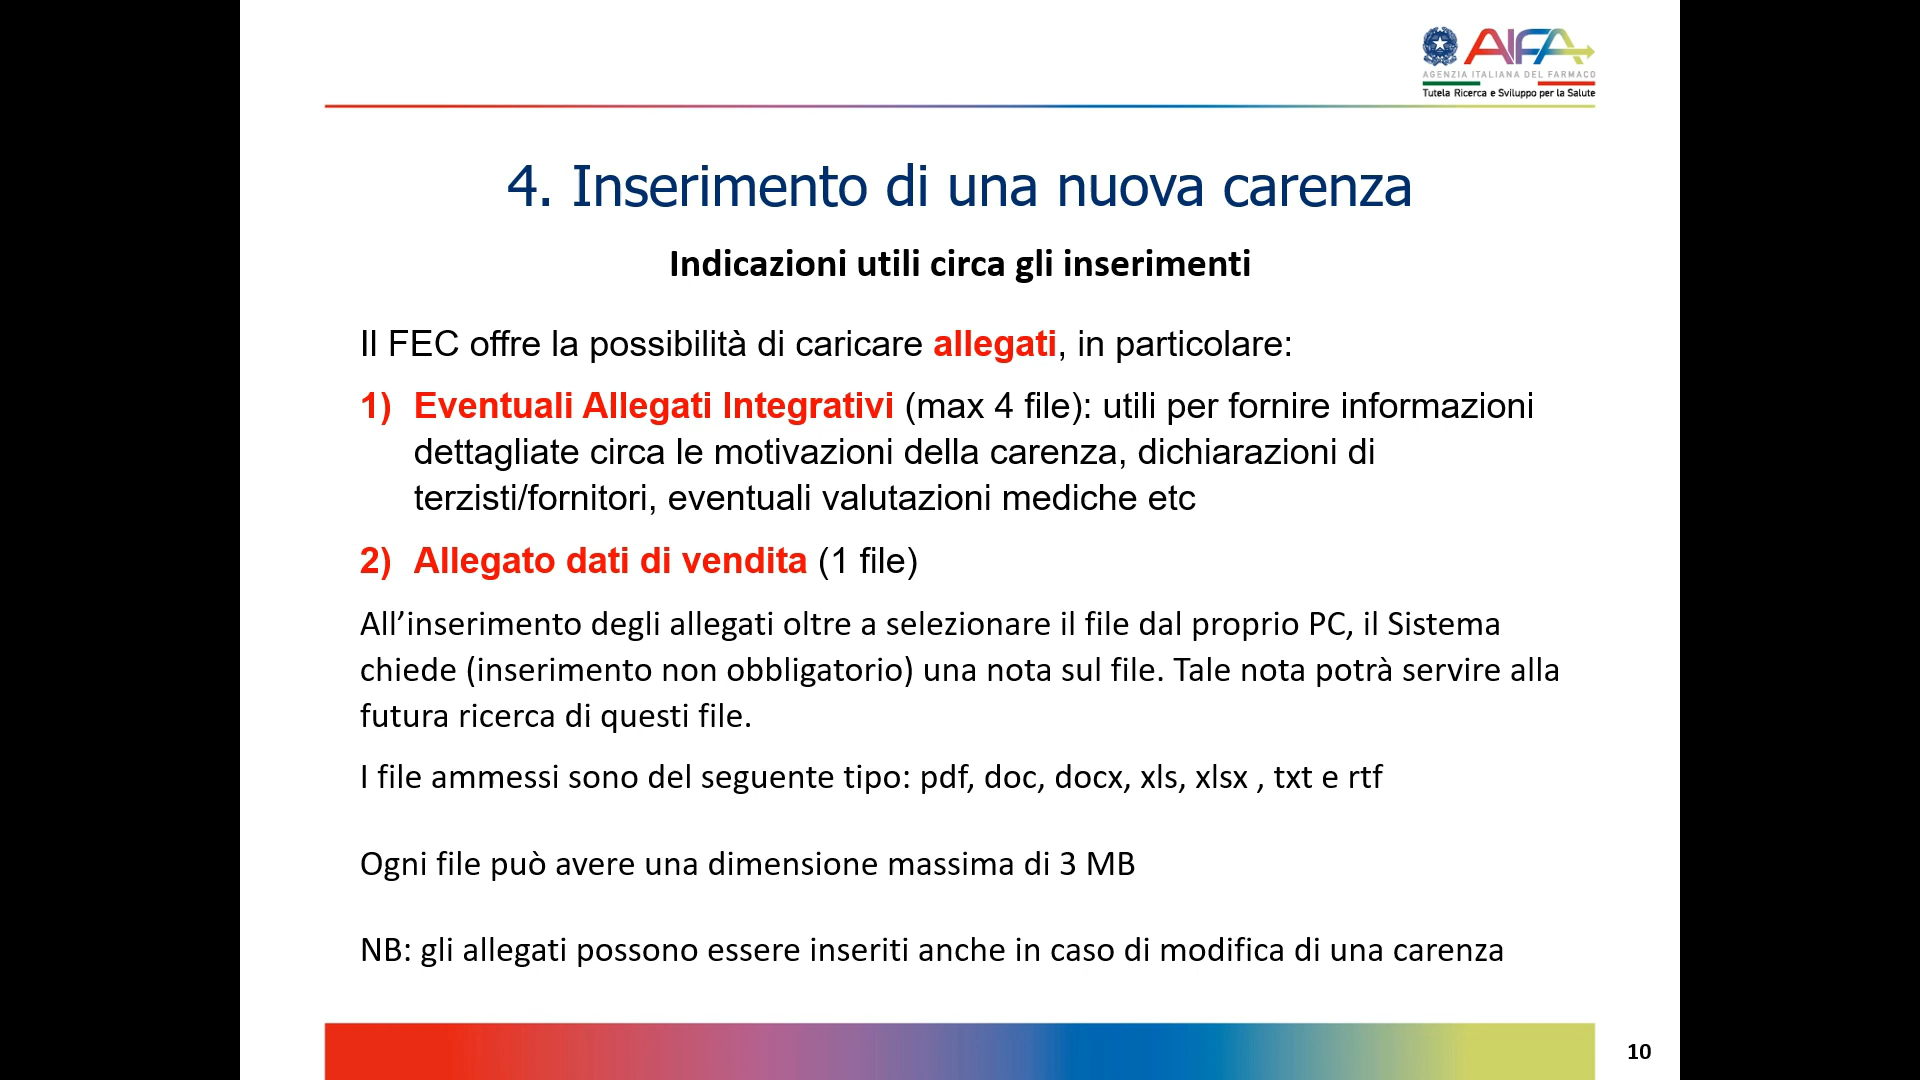 AIFA
AGENZIA ITALIANA DEL FARMACO
Tutela Ricerca e Sviluppo per la Salute
4. Inserimento di una nuova carenza
Indicazioni utili circa gli inserimenti
Il FEC offre la possibilità di caricare allegati, in particolare:
1) Eventuali Allegati Integrativi (max 4 file): utili per fornire informazioni
dettagliate circa le motivazioni della carenza, dichiarazioni di
terzisti/fornitori, eventuali valutazioni mediche etc
2) Allegato dati di vendita (1 file)
All’inserimento degli allegati oltre a selezionare il file dal proprio PC, il Sistema
chiede (inserimento non obbligatorio) una nota sul file. Tale nota potrà servire alla
futura ricerca di questi file.
I file ammessi sono del seguente tipo: pdf, doc, docx, xls, xlsx , txt e rtf
Ogni file può avere una dimensione massima di 3 MB
NB: gli allegati possono essere inseriti anche in caso di modifica di una carenza
10